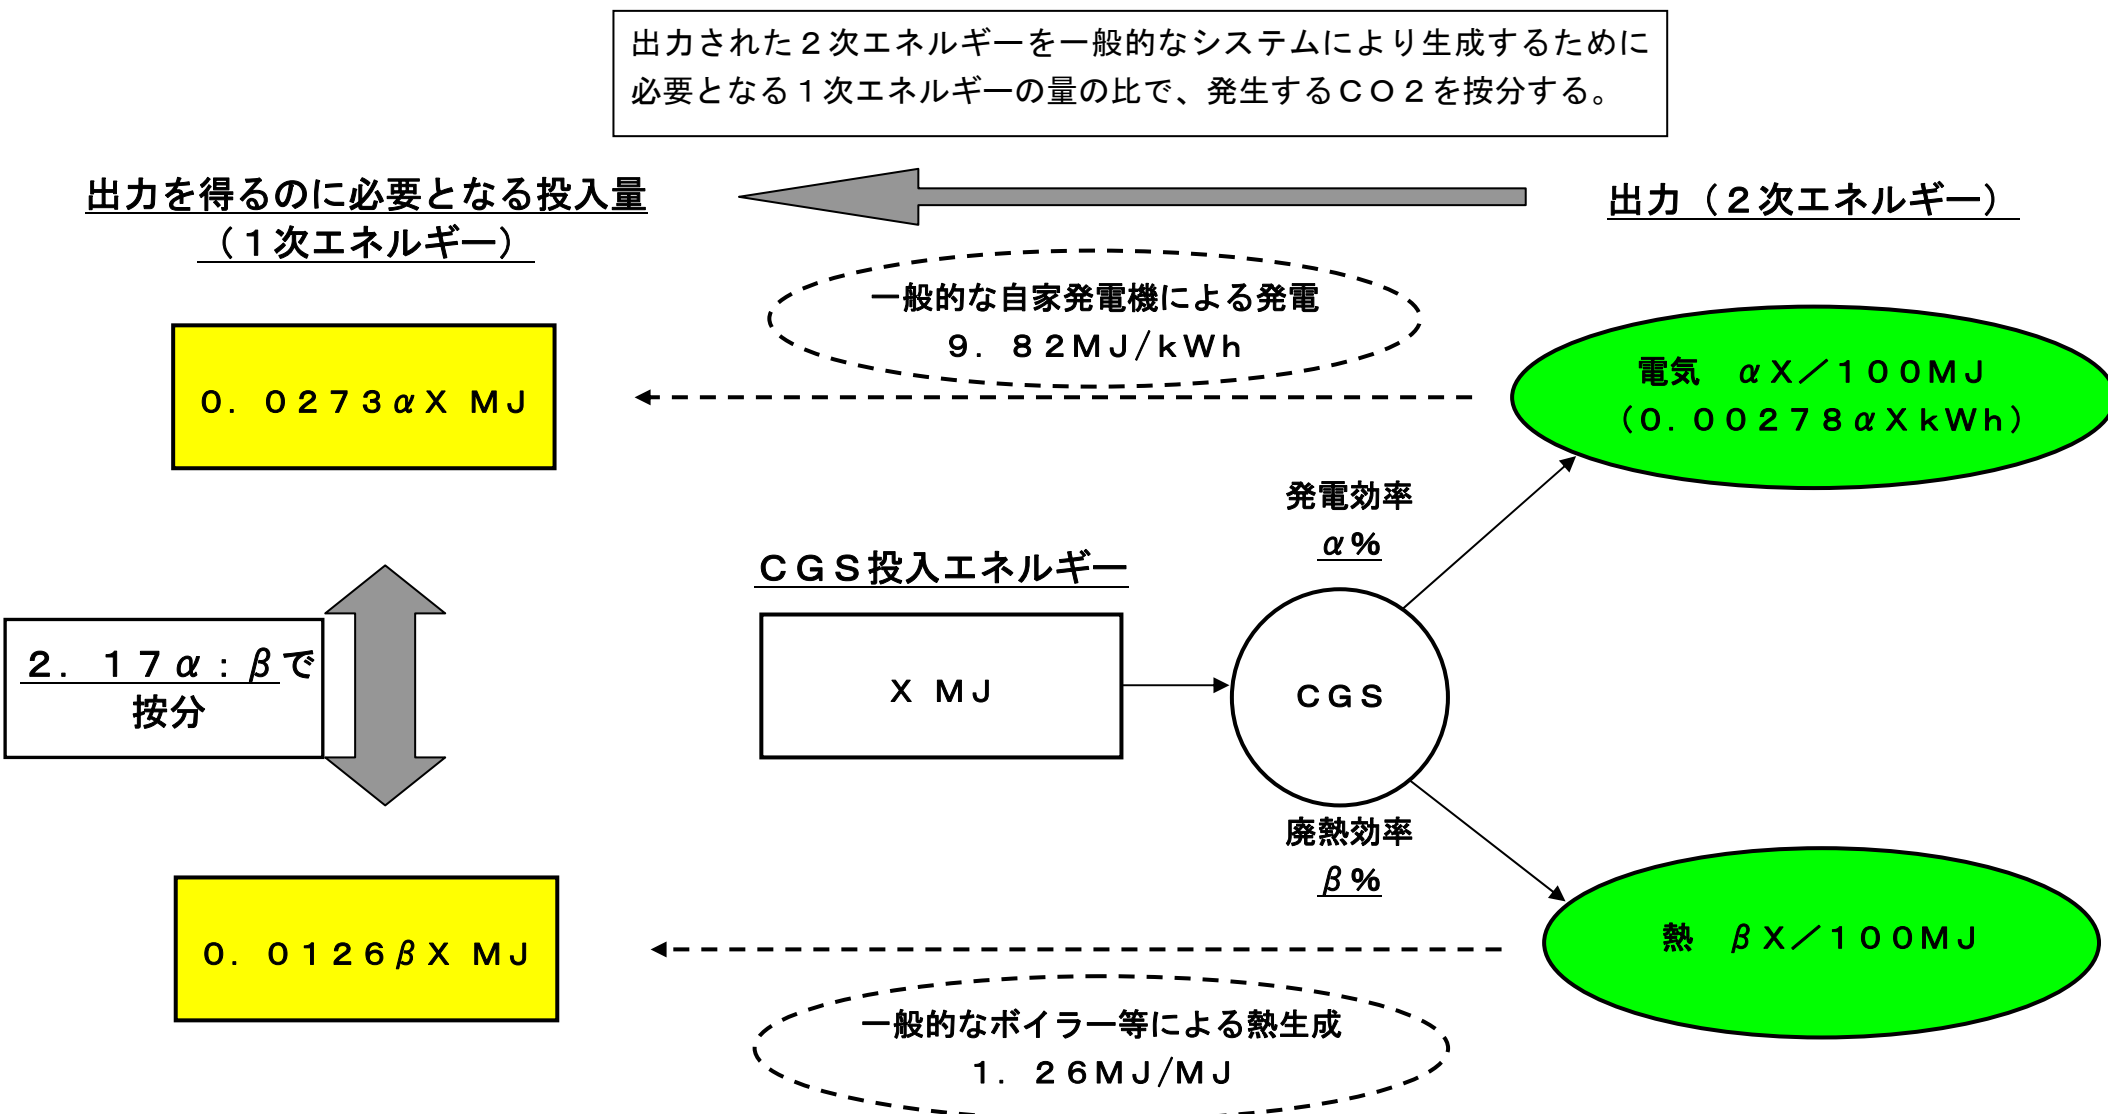 出力された２次エネルギーを一般的なシステムにより生成するために
必要となる１次エネルギーの量の比で、発生するＣＯ２を按分する。
出力を得るのに必要となる投入量
（１次エネルギー）
出力（２次エネルギー）
一般的な自家発電機による発電
９．８２ＭＪ/ｋＷｈ
０．０２７３αＸ ＭＪ
電気　αＸ／１００ＭＪ
（０．００２７８αＸｋＷｈ）
発電効率
α％
ＣＧＳ投入エネルギー
２．１７α：βで
按分
Ｘ ＭＪ
ＣＧＳ
廃熱効率
β％
０．０１２６βＸ ＭＪ
熱　βＸ／１００ＭＪ
一般的なボイラー等による熱生成
１．２６ＭＪ/ＭＪ